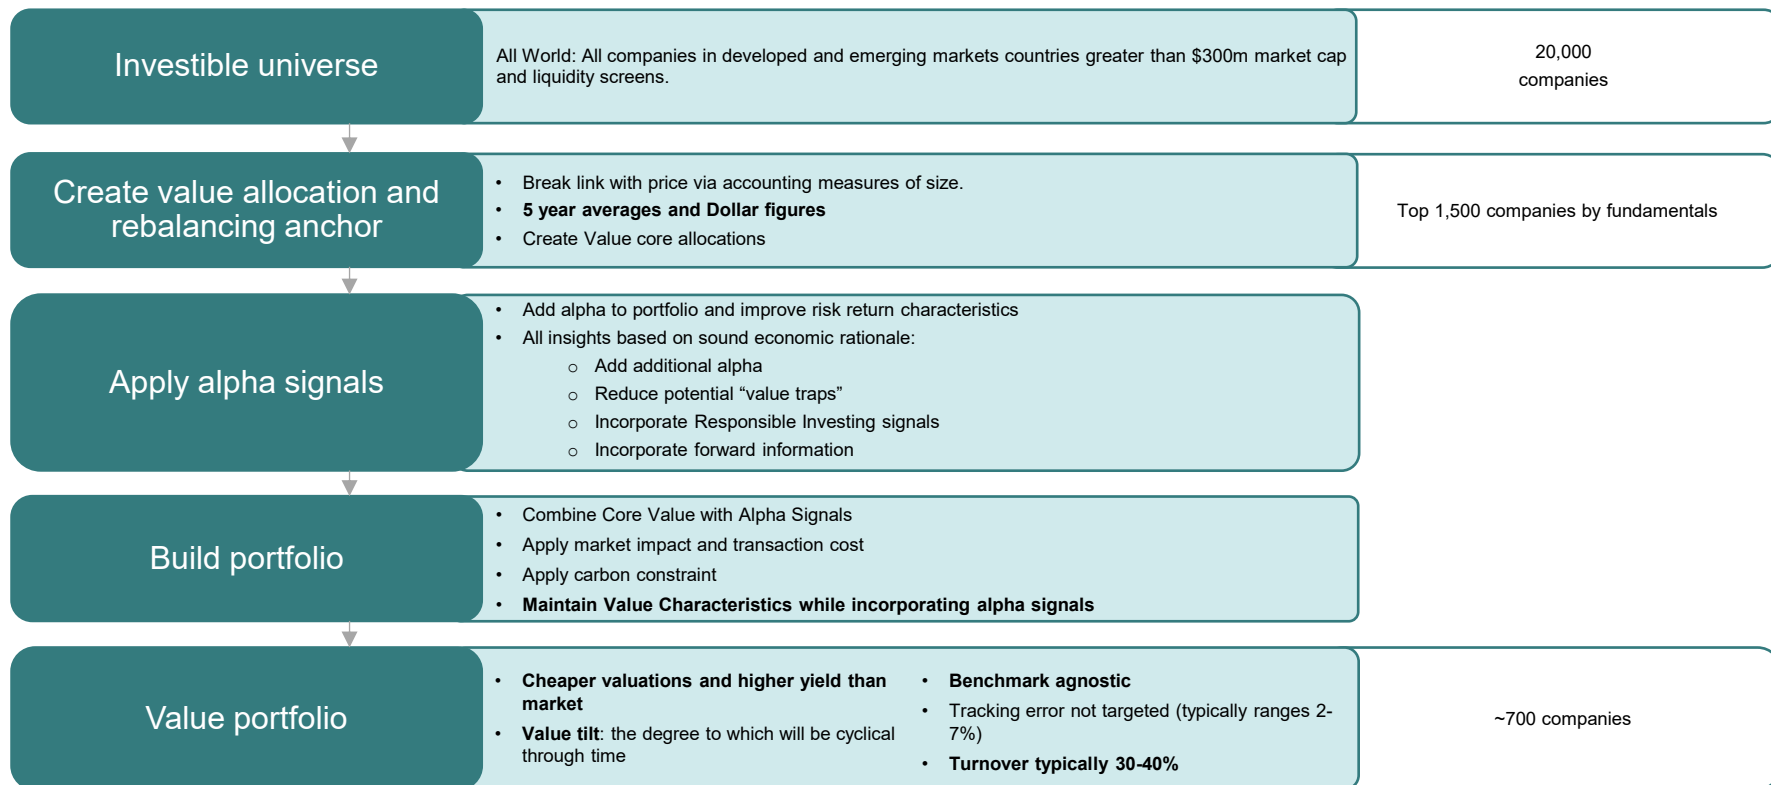 Investible universe
All World: All companies in developed and emerging markets countries greater than $300m market cap
and liquidity screens.
20,000
companies
Create value allocation and
rebalancing anchor
• Break link with price via accounting measures of size.
• 5 year averages and Dollar figures
• Create Value core allocations
Top 1,500 companies by fundamentals
Apply alpha signals
• Add alpha to portfolio and improve risk return characteristics
• All insights based on sound economic rationale:
o Add additional alpha
o Reduce potential “value traps”
o Incorporate Responsible Investing signals
o Incorporate forward information
Build portfolio
• Combine Core Value with Alpha Signals
• Apply market impact and transaction cost
• Apply carbon constraint
• Maintain Value Characteristics while incorporating alpha signals
Value portfolio
• Cheaper valuations and higher yield than
market
• Value tilt: the degree to which will be cyclical
through time
• Benchmark agnostic
• Tracking error not targeted (typically ranges 2-
7%)
• Turnover typically 30-40%
~700 companies